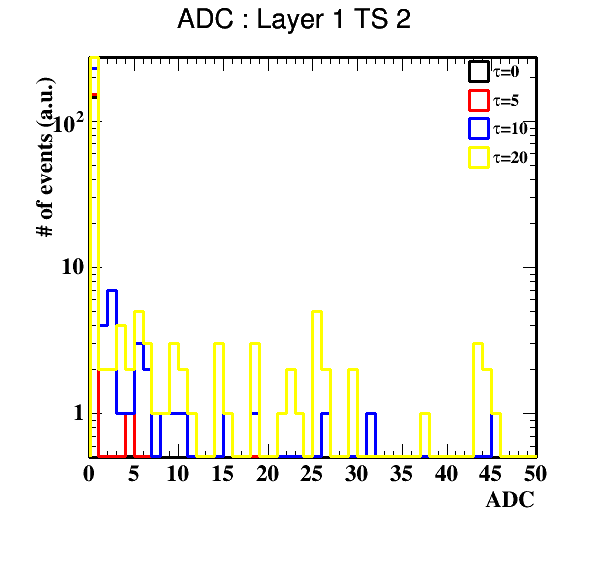 ADC : Layer 1 TS 2
# of events (a.u.)
10²
10
1
τ=0
τ=5
τ=10
τ=20
0 5 10 15 20 25 30 35 40 45 50
ADC